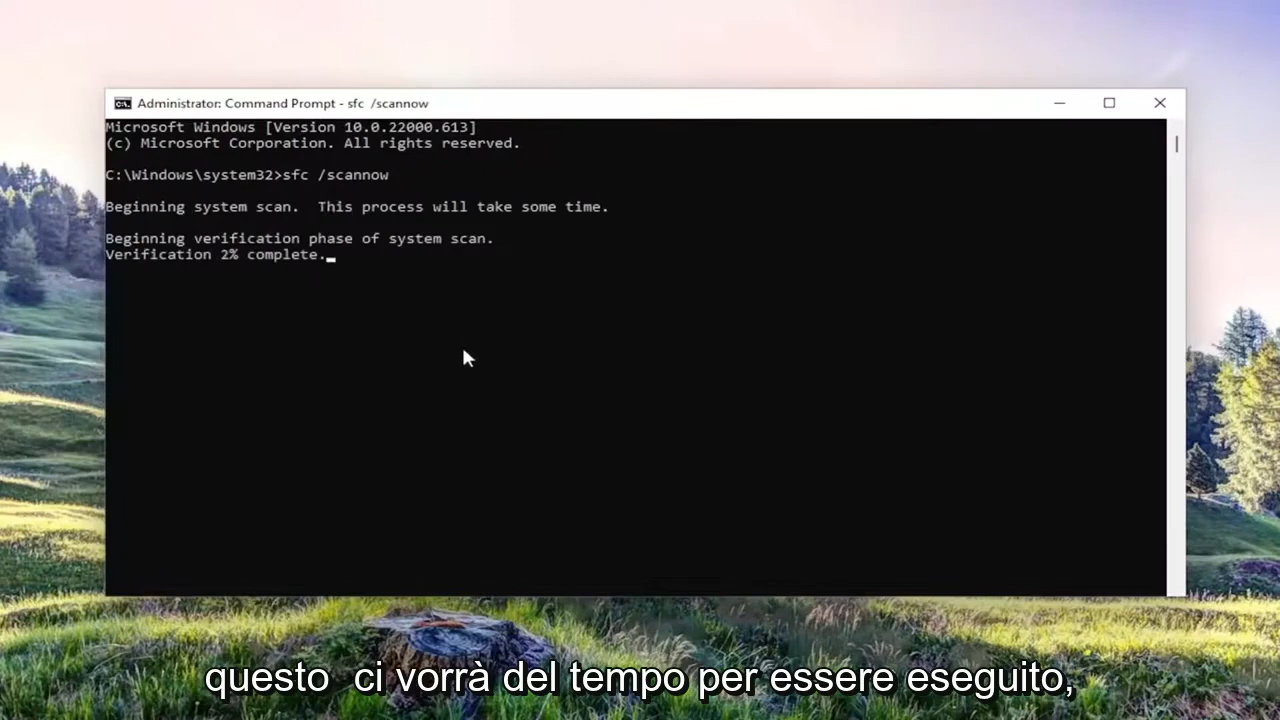 Administrator: Command Prompt - sfc  /scannow
Microsoft Windows [Version 10.0.22000.613]
(c) Microsoft Corporation. All rights reserved.
C:\Windows\system32>sfc /scannow
Beginning system scan.  This process will take some time.
Beginning verification phase of system scan.
Verification 2% complete.
questo  ci vorrà del tempo per essere eseguito,